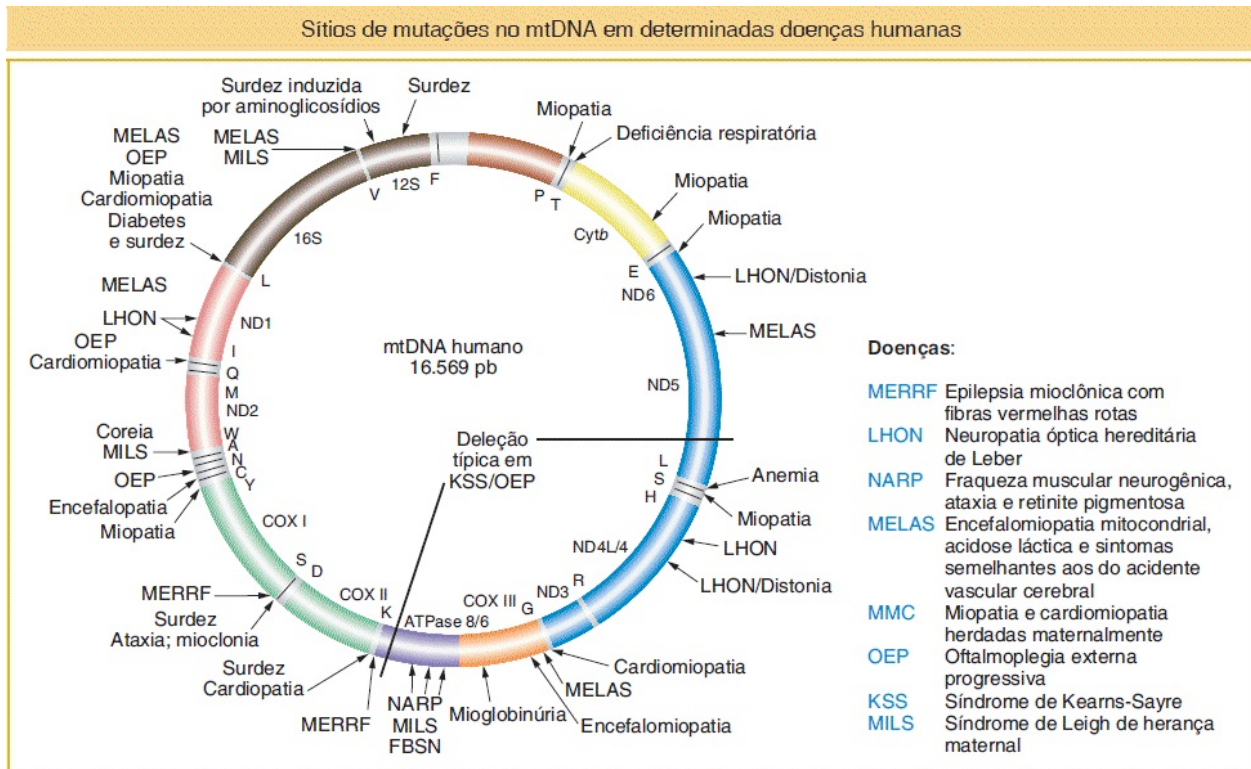 Sítios de mutações no mtDNA em determinadas doenças humanas
Surdez induzida
por aminoglicosídios
Surdez
MELAS
MILS
MELAS
OEP
Miopatia
Cardiomiopatia
Diabetes
e surdez
MELAS
LHON
OEP
Cardiomiopatia
Coreia
MILS
OEP
Encefalopatia
Miopatia
MERRF
Surdez
Ataxia; mioclonia
Surdez
Cardiopatia
MERRF
NARP
MILS
FBSN
Mioglobinúria
Encefalomiopatia
MELAS
Cardiomiopatia
LHON/Distonia
LHON
Miopatia
Anemia
MELAS
LHON/Distonia
Miopatia
Miopatia
Deficiência respiratória
Miopatia
F
12S
V
16S
L
ND1
I
Q
M
ND2
W
A
N
C
Y
COX I
S
D
COX II
K
ATPase 8/6
COX III
G
ND3
R
ND4L/4
H
S
L
ND5
ND6
E
Cytb
T
P
mtDNA humano
16.569 pb
Deleção
típica em
KSS/OEP
Doenças:
MERRF Epilepsia mioclônica com
fibras vermelhas rotas
LHON Neuropatia óptica hereditária
de Leber
NARP Fraqueza muscular neurogênica,
ataxia e retinite pigmentosa
MELAS Encefalomiopatia mitocondrial,
acidose láctica e sintomas
semelhantes aos do acidente
vascular cerebral
MMC Miopatia e cardiomiopatia
herdadas maternalmente
OEP Oftalmoplegia externa
progressiva
KSS Síndrome de Kearns-Sayre
MILS Síndrome de Leigh de herança
maternal